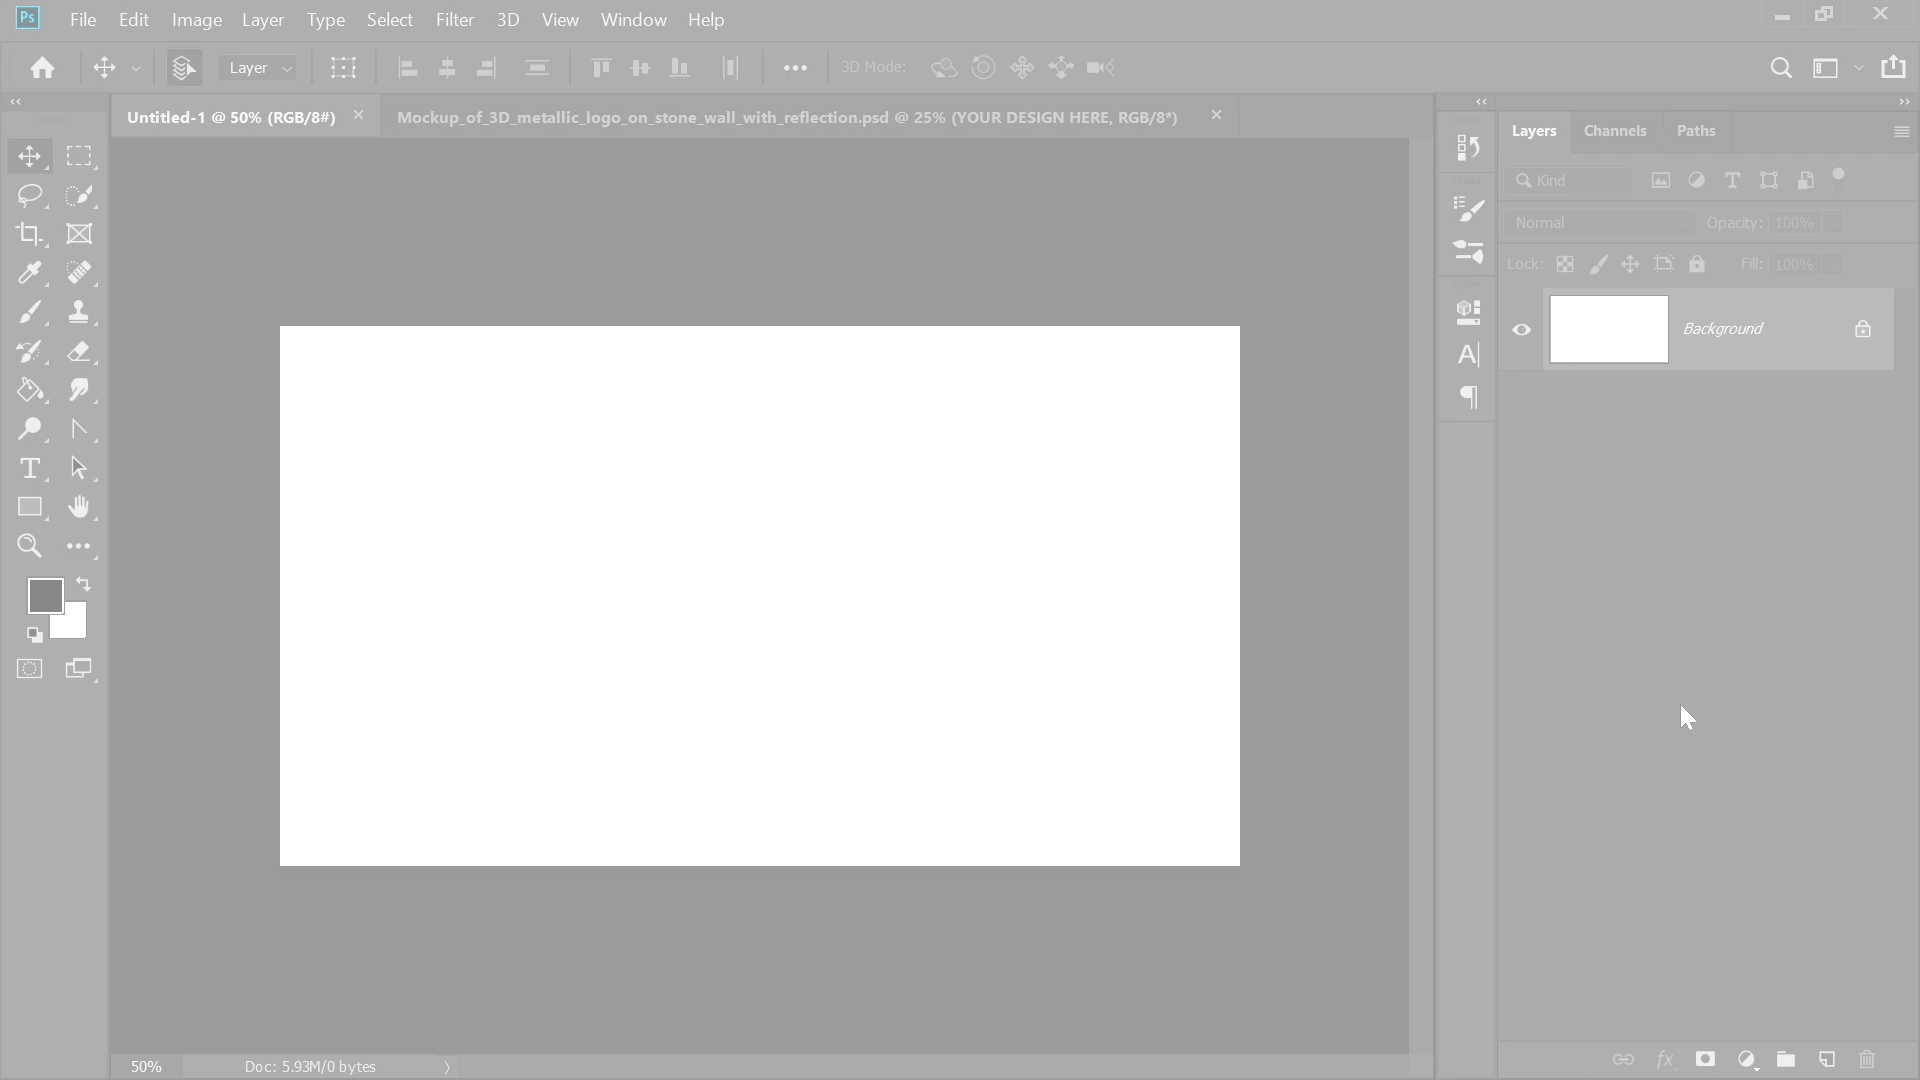 Ps File Edit Image Layer Type Select Filter 3D View Window Help
Layer 3D Mode:
Untitled-1 @ 50% (RGB/8#) Mockup_of_3D_metallic_logo_on_stone_wall_with_reflection.psd @ 25% (YOUR DESIGN HERE, RGB/8*)
Layers Channels Paths
Kind
Normal Opacity: 100%
Lock: Fill: 100%
Background
50% Doc: 5.93M/0 bytes